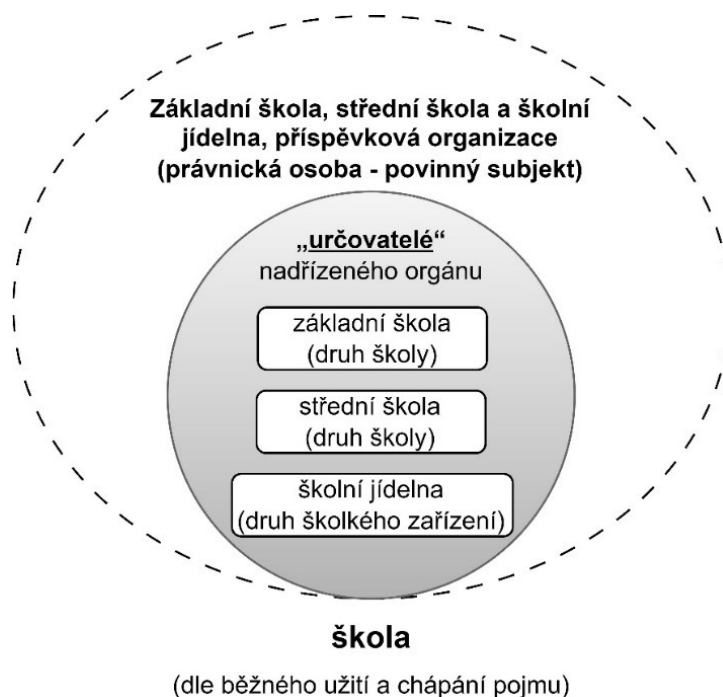 Základní škola, střední škola a školní
jídelna, příspěvková organizace
(právnická osoba - povinný subjekt)
„určovatelé“
nadřízeného orgánu
základní škola
(druh školy)
střední škola
(druh školy)
školní jídelna
(druh školkého zařízení)
škola
(dle běžného užití a chápání pojmu)